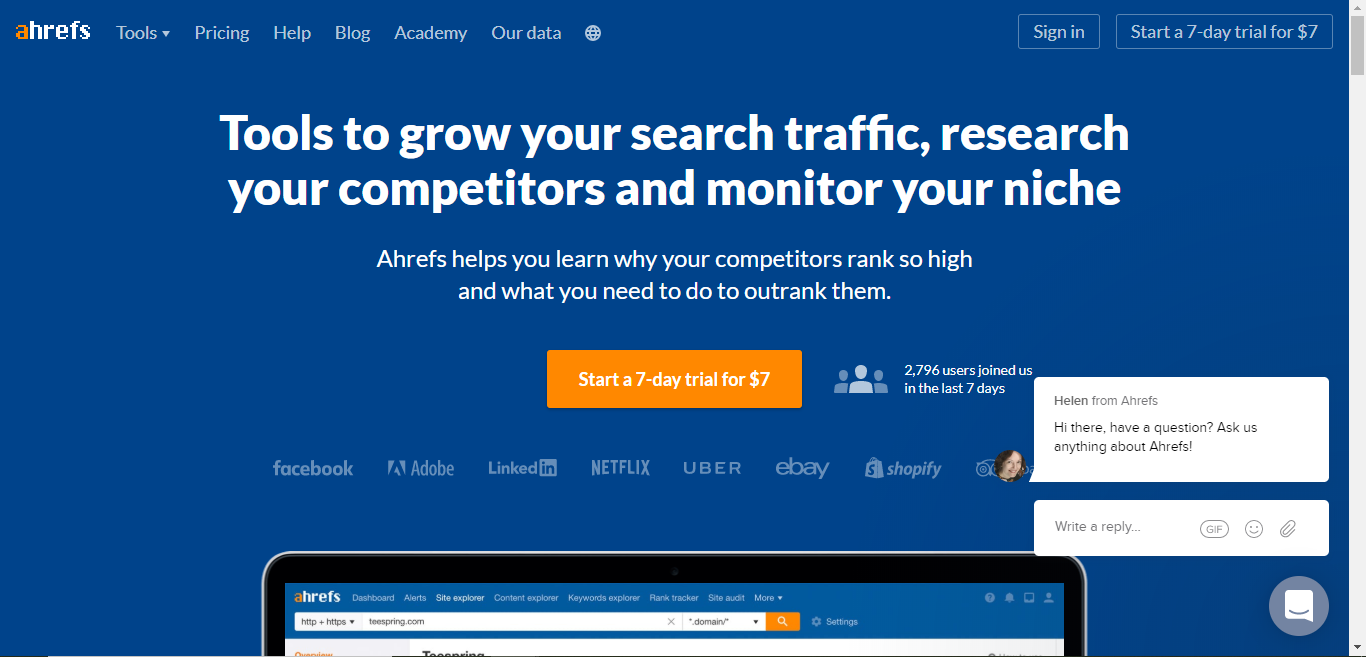 ahrefs Tools Pricing Help Blog Academy Our data Sign in Start a 7-day trial for $7
Tools to grow your search traffic, research
your competitors and monitor your niche
Ahrefs helps you learn why your competitors rank so high
and what you need to do to outrank them.
Start a 7-day trial for $7
2,796 users joined us
in the last 7 days
Helen from Ahrefs
Hi there, have a question? Ask us
anything about Ahrefs!
facebook Adobe LinkedIn NETFLIX UBER ebay shopify
Write a reply...
GIF
ahrefs Dashboard Alerts Site explorer Content explorer Keywords explorer Rank tracker Site audit More
http + https teespring.com *.domain/* Settings
Overview Teespring